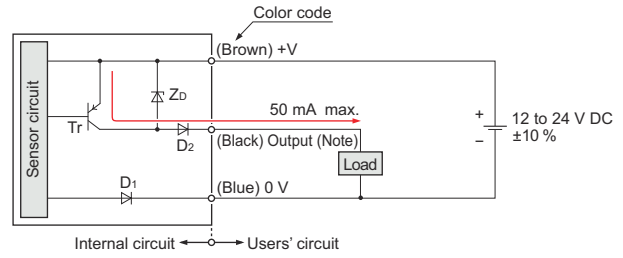 Color code
(Brown) +V
Sensor circuit
Tr
ZD
D2
50 mA max.
(Black) Output (Note)
Load
+
−
12 to 24 V DC
±10 %
D1
(Blue) 0 V
Internal circuit
Users' circuit